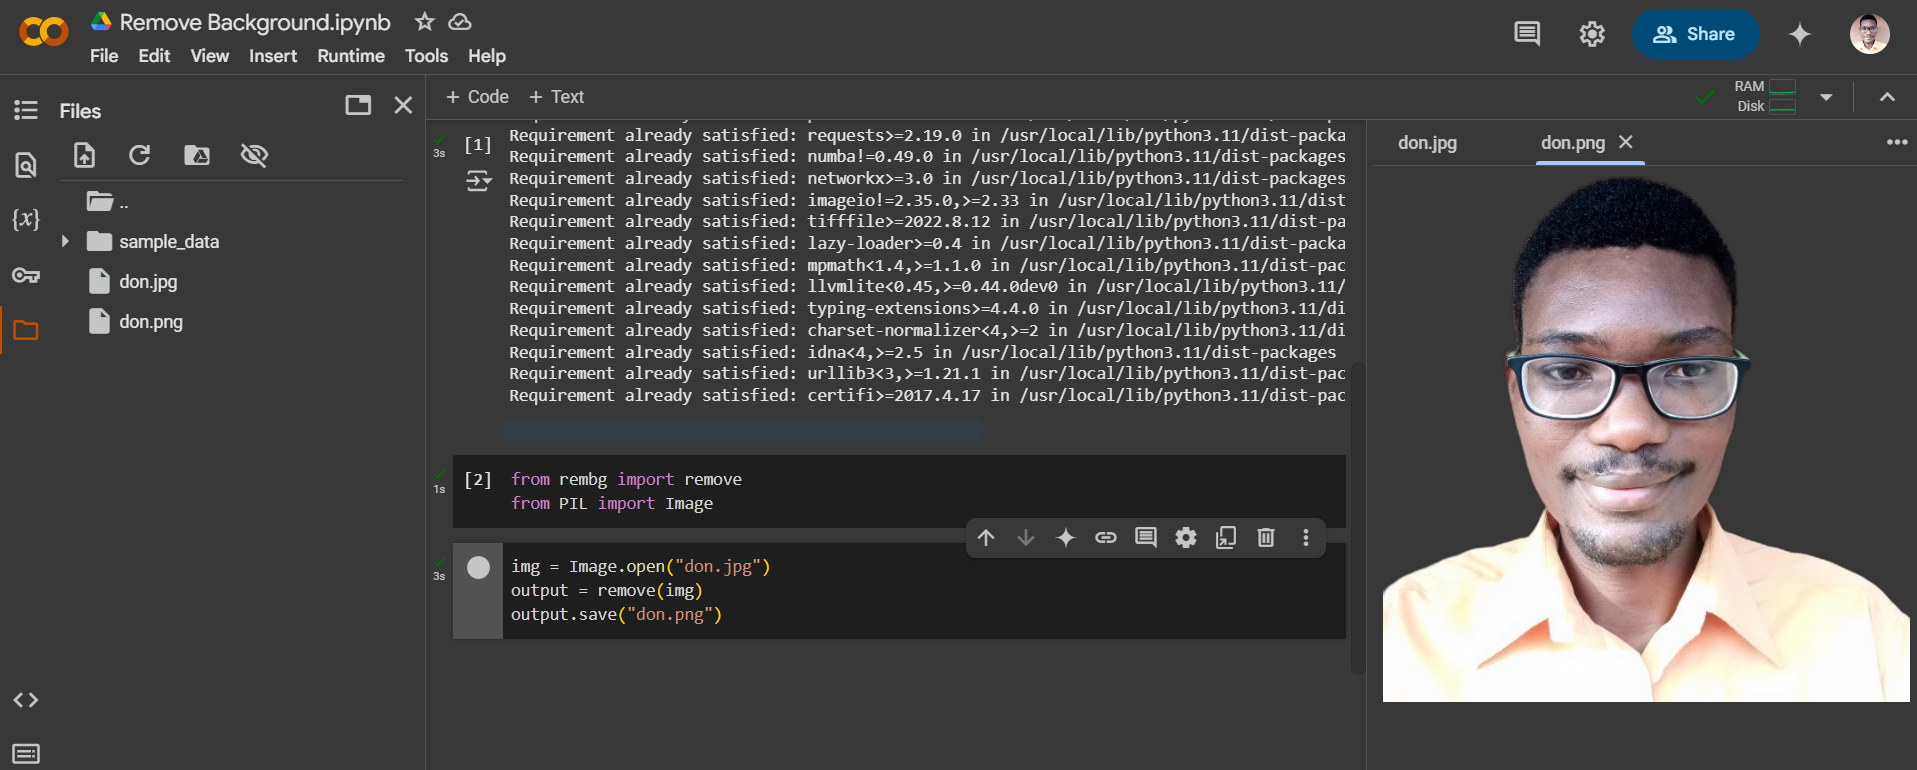 Remove Background.ipynb
File Edit View Insert Runtime Tools Help
Share
Files
+ Code + Text
RAM
Disk
..
sample_data
don.jpg
don.png
{x}
3s
[1]
Requirement already satisfied: requests>=2.19.0 in /usr/local/lib/python3.11/dist-packa
Requirement already satisfied: numba!=0.49.0 in /usr/local/lib/python3.11/dist-packages
Requirement already satisfied: networkx>=3.0 in /usr/local/lib/python3.11/dist-packages
Requirement already satisfied: imageio!=2.35.0,>=2.33 in /usr/local/lib/python3.11/dist
Requirement already satisfied: tifffile>=2022.8.12 in /usr/local/lib/python3.11/dist-pa
Requirement already satisfied: lazy-loader>=0.4 in /usr/local/lib/python3.11/dist-packa
Requirement already satisfied: mpmath<1.4,>=1.1.0 in /usr/local/lib/python3.11/dist-pac
Requirement already satisfied: llvmlite<0.45,>=0.44.0dev0 in /usr/local/lib/python3.11/
Requirement already satisfied: typing-extensions>=4.4.0 in /usr/local/lib/python3.11/di
Requirement already satisfied: charset-normalizer<4,>=2 in /usr/local/lib/python3.11/di
Requirement already satisfied: idna<4,>=2.5 in /usr/local/lib/python3.11/dist-packages
Requirement already satisfied: urllib3<3,>=1.21.1 in /usr/local/lib/python3.11/dist-pac
Requirement already satisfied: certifi>=2017.4.17 in /usr/local/lib/python3.11/dist-pac
1s
[2]
from rembg import remove
from PIL import Image
3s
img = Image.open("don.jpg")
output = remove(img)
output.save("don.png")
don.jpg don.png